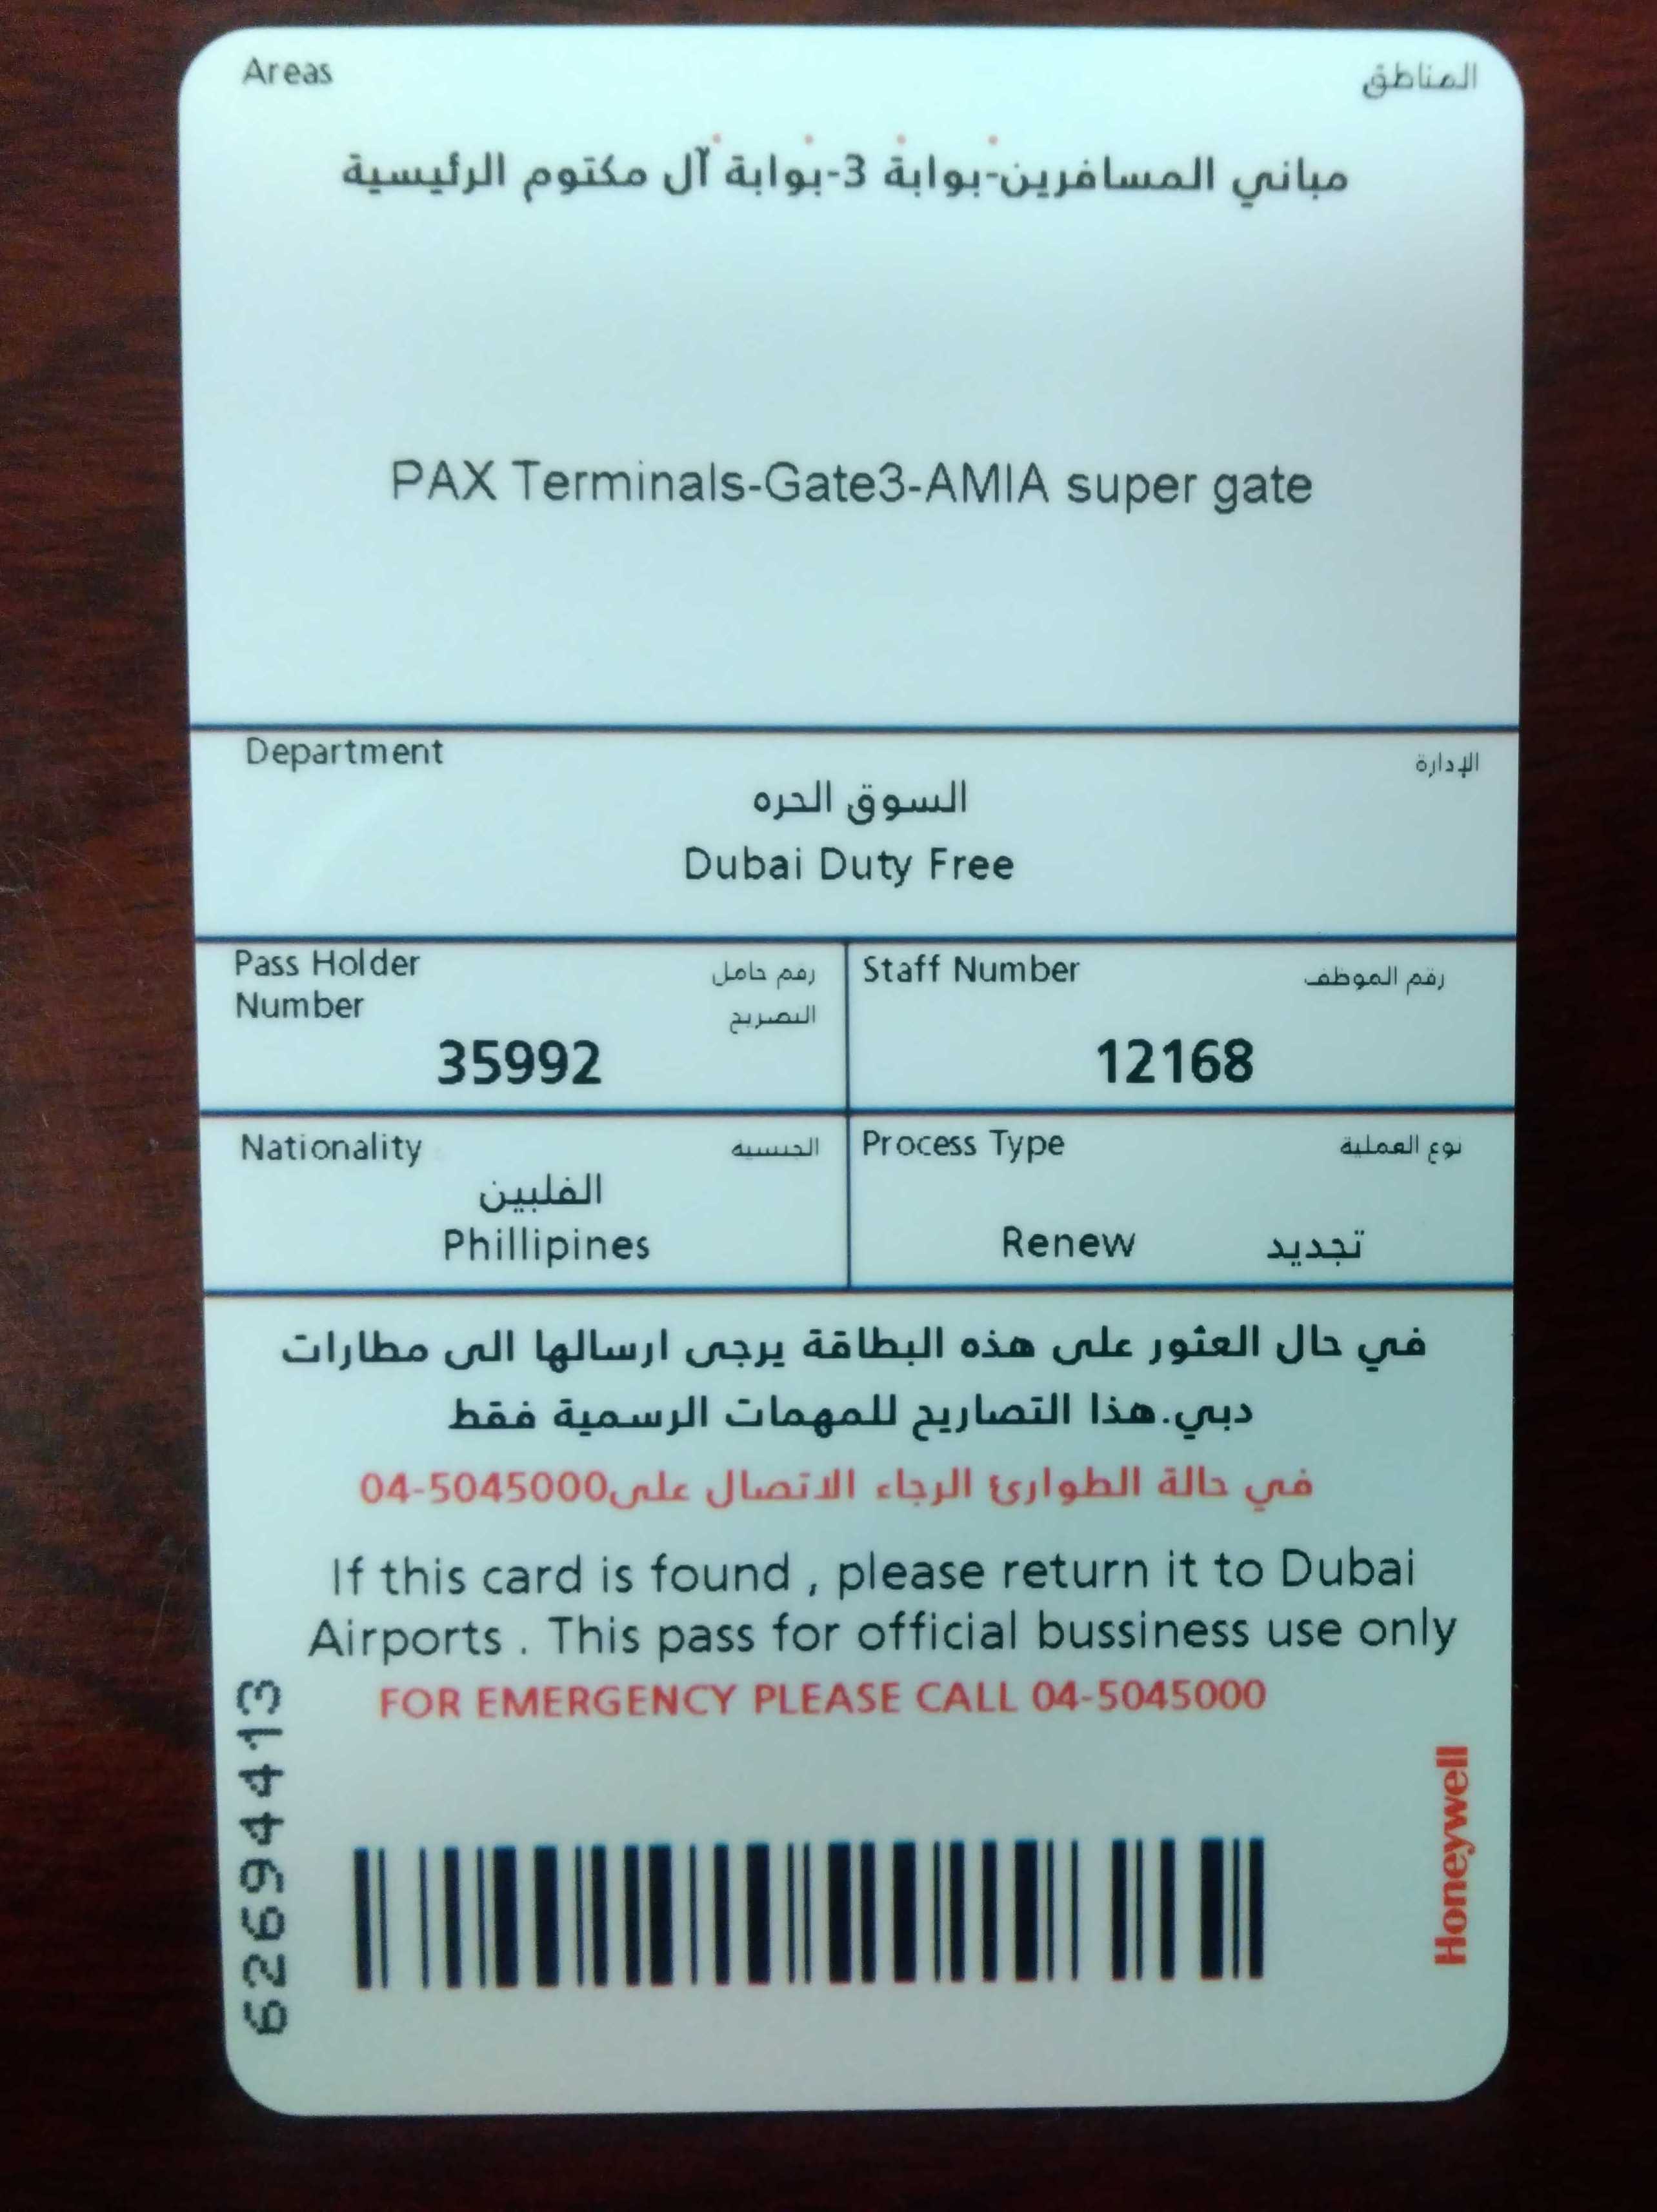 Areas المناطق
مباني المسافرين-بوابة 3-بوابة آل مكتوم الرئيسية
PAX Terminals-Gate3-AMIA super gate
Department الإدارة
السوق الحره
Dubai Duty Free
Pass Holder رقم حامل
Number التصريح
35992
Staff Number رقم الموظف
12168
Nationality الجنسية
الفلبين
Phillipines
Process Type نوع العملية
Renew تجديد
في حال العثور على هذه البطاقة يرجى ارسالها الى مطارات
دبي.هذا التصاريح للمهمات الرسمية فقط
في حالة الطوارئ الرجاء الاتصال على04-5045000
If this card is found , please return it to Dubai
Airports . This pass for official bussiness use only
FOR EMERGENCY PLEASE CALL 04-5045000
62694413
Honeywell